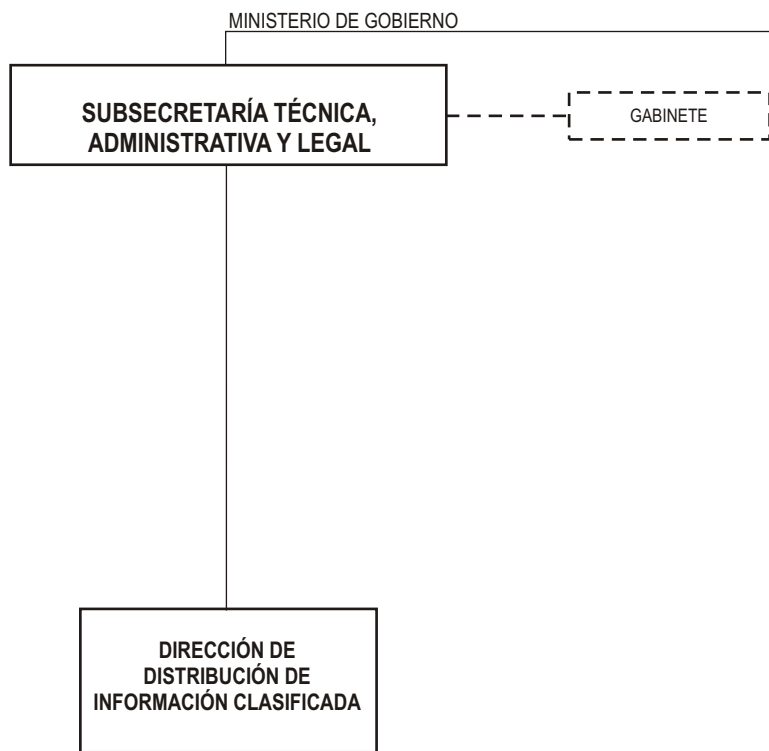 MINISTERIO DE GOBIERNO
SUBSECRETARÍA TÉCNICA,
ADMINISTRATIVA Y LEGAL
GABINETE
DIRECCIÓN DE
DISTRIBUCIÓN DE
INFORMACIÓN CLASIFICADA